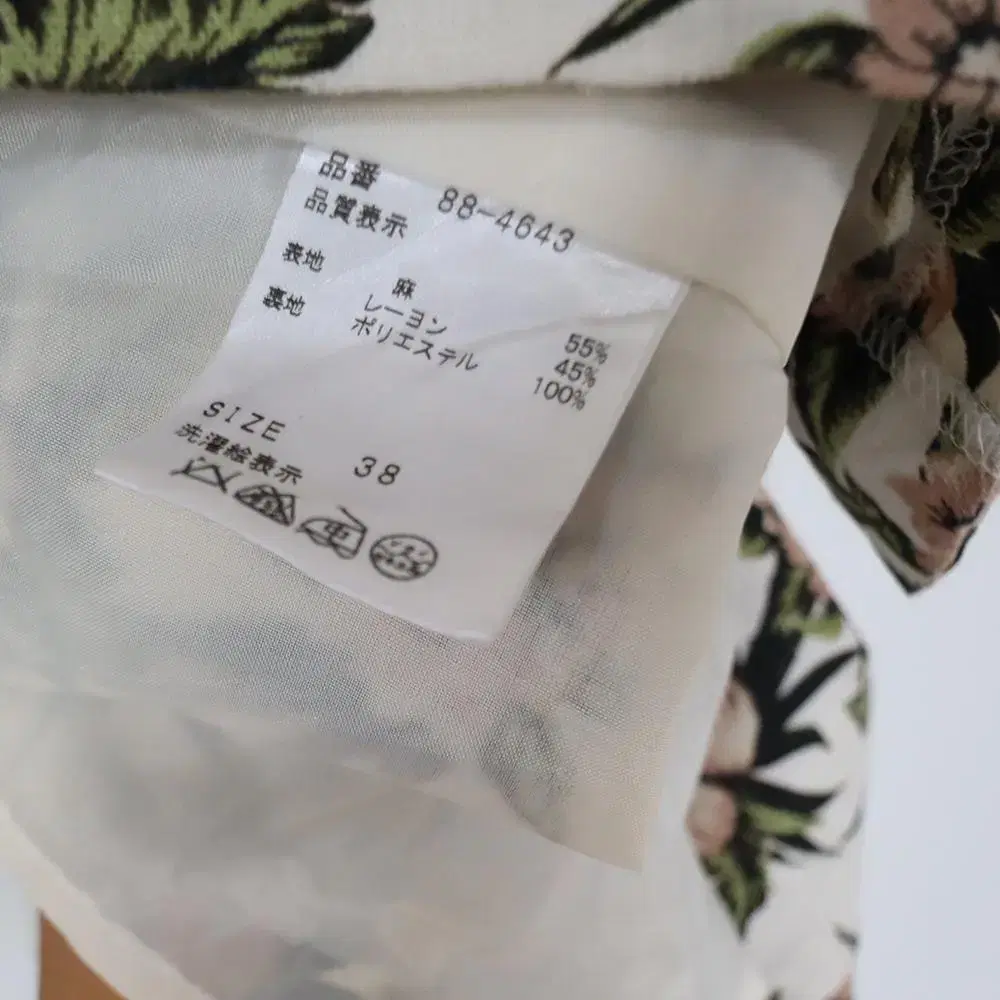 品番 88-4643
品質表示
表地 麻 55%
レーヨン 45%
裏地 ポリエステル 100%
SIZE 38
洗濯絵表示